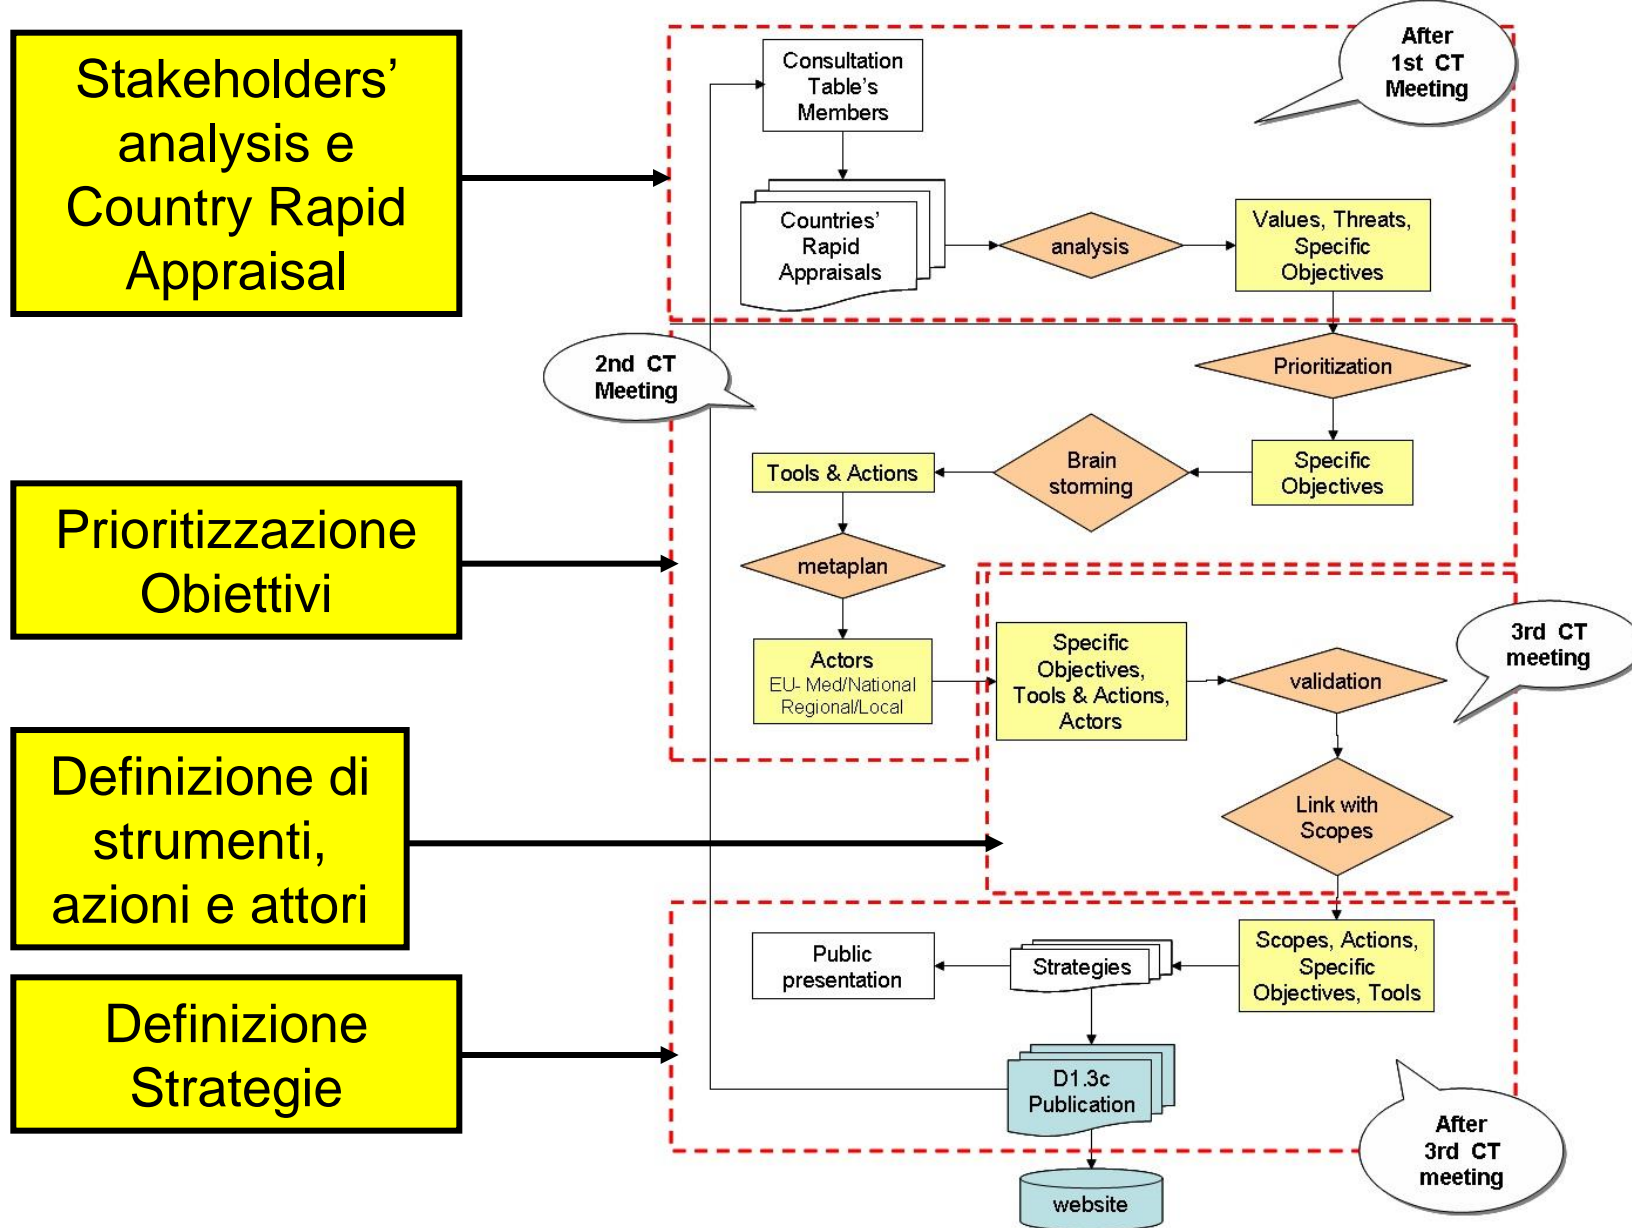 Stakeholders’
analysis e
Country Rapid
Appraisal
Prioritizzazione
Obiettivi
Definizione di
strumenti,
azioni e attori
Definizione
Strategie
After
1st CT
Meeting
Consultation
Table’s
Members
Countries’
Rapid
Appraisals
analysis
Values, Threats,
Specific
Objectives
2nd CT
Meeting
Prioritization
Specific
Objectives
Brain
storming
Tools & Actions
metaplan
Actors
EU- Med/National
Regional/Local
Specific
Objectives,
Tools & Actions,
Actors
validation
3rd CT
meeting
Link with
Scopes
Scopes, Actions,
Specific
Objectives, Tools
Strategies
Public
presentation
D1.3c
Publication
After
3rd CT
meeting
website